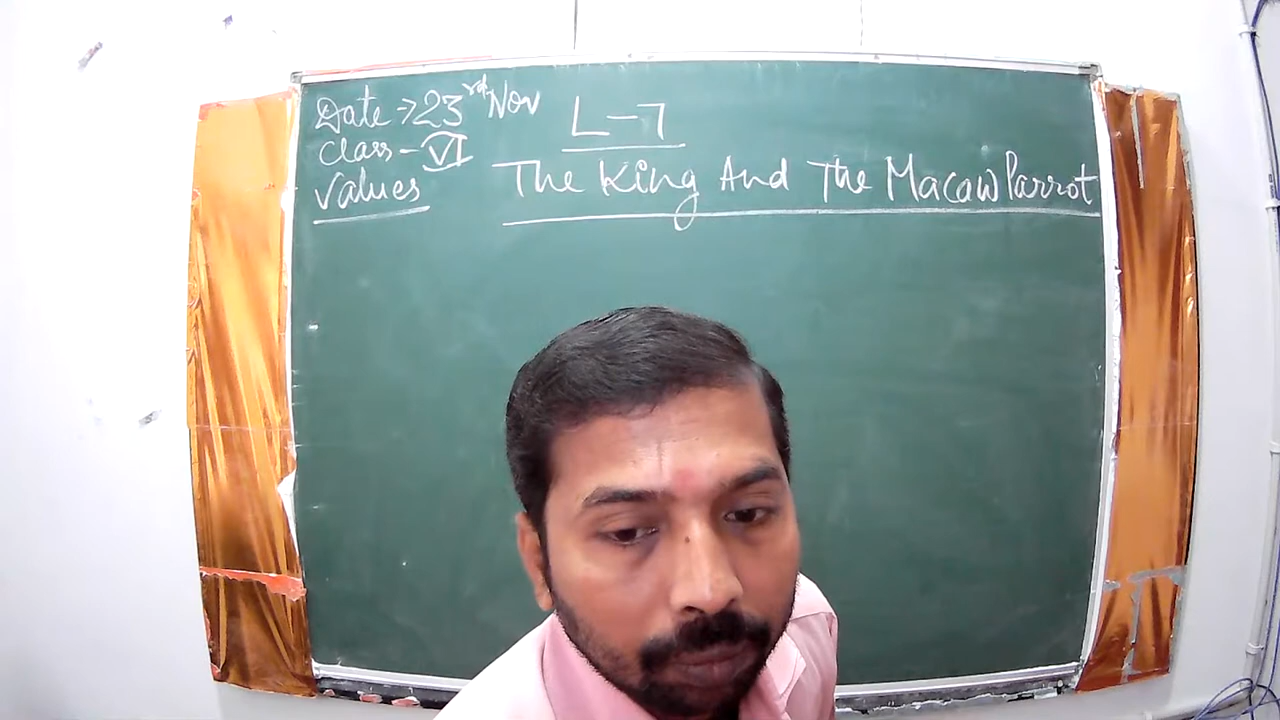 Date → 23rd Nov
Class - VI
Values
L-7
The King And The Macaw Parrot